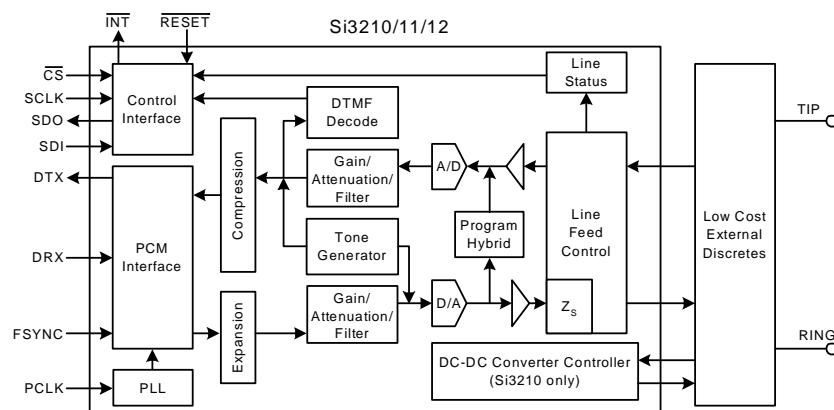 Si3210/11/12
INT
RESET
CS
SCLK
SDO
SDI
DTX
DRX
FSYNC
PCLK
Control
Interface
PCM
Interface
PLL
Compression
Expansion
DTMF
Decode
Gain/
Attenuation/
Filter
Tone
Generator
Gain/
Attenuation/
Filter
A/D
D/A
Program
Hybrid
Line
Status
Line
Feed
Control
ZS
DC-DC Converter Controller
(Si3210 only)
Low Cost
External
Discretes
TIP
RING